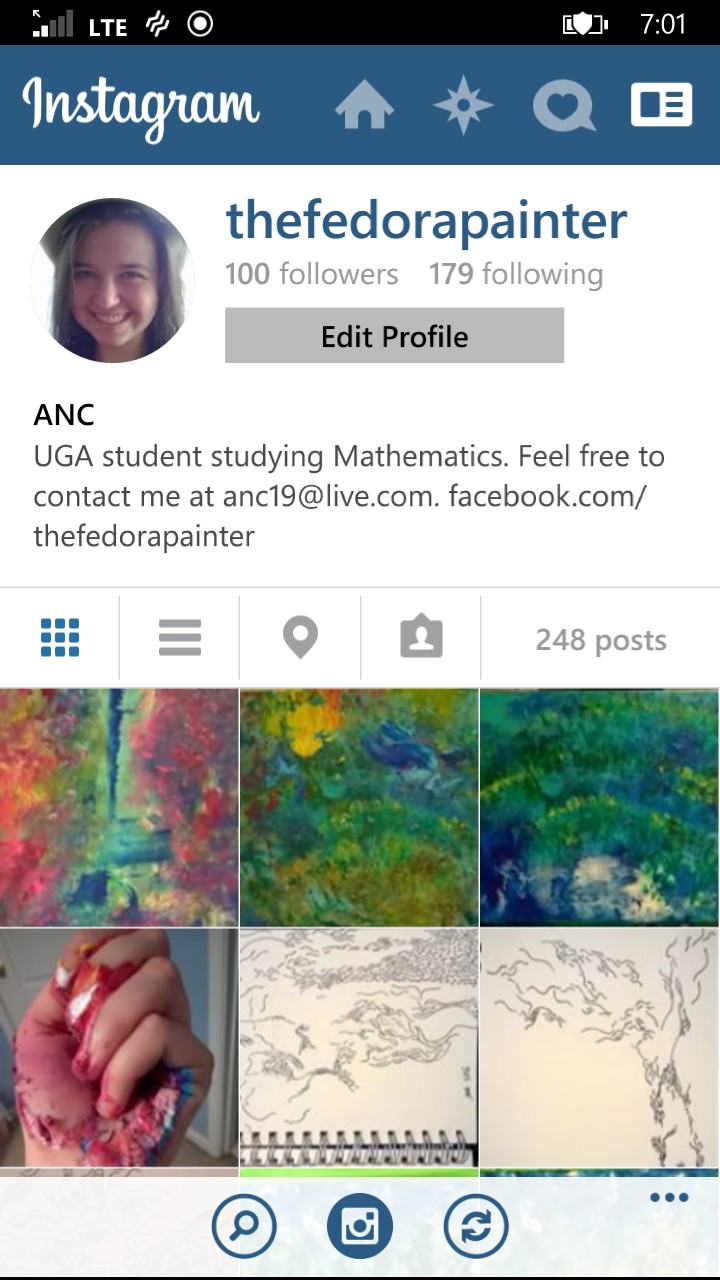 LTE 7:01
Instagram
thefedorapainter
100 followers 179 following
Edit Profile
ANC
UGA student studying Mathematics. Feel free to
contact me at anc19@live.com. facebook.com/
thefedorapainter
248 posts